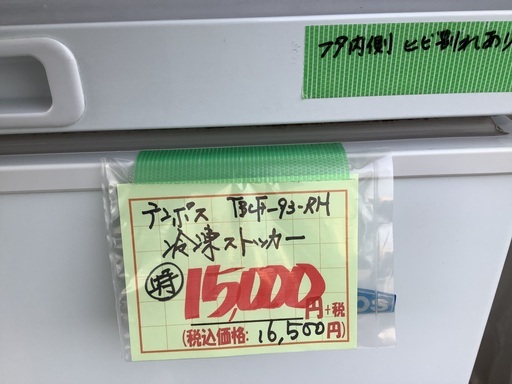 フタ内側 ヒビ割れあり
テンポス TBCF-93-RH
冷凍ストッカー
時 15,000円+税
(税込価格: 16,500円)
OS